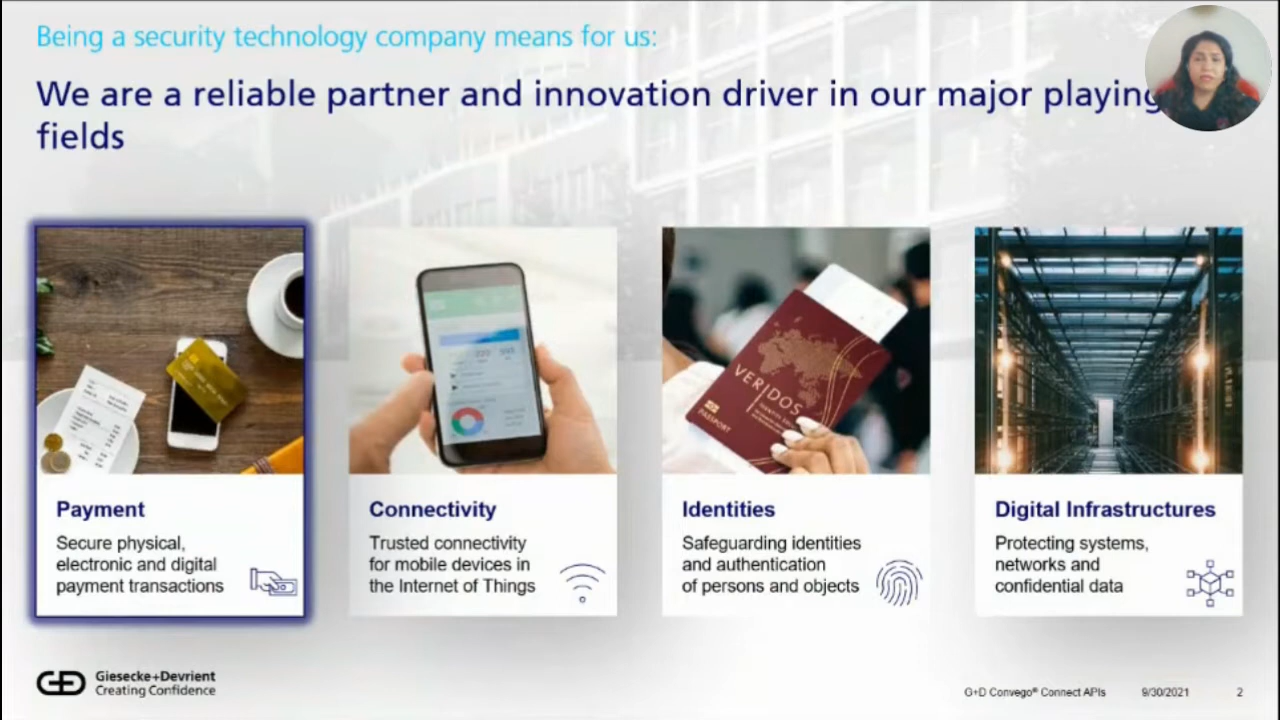 Being a security technology company means for us:
We are a reliable partner and innovation driver in our major playing
fields
VERIDOS
PASSPORT
Payment
Secure physical,
electronic and digital
payment transactions
Connectivity
Trusted connectivity
for mobile devices in
the Internet of Things
Identities
Safeguarding identities
and authentication
of persons and objects
Digital Infrastructures
Protecting systems,
networks and
confidential data
G+D
Giesecke+Devrient
Creating Confidence
G+D Convego® Connect APIs
9/30/2021
2